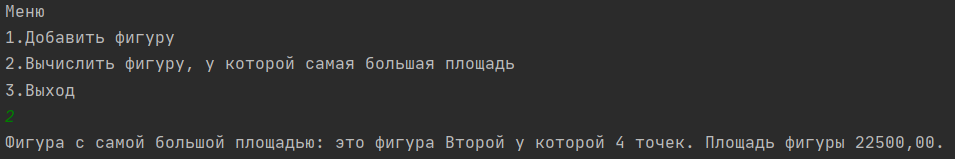 Меню
1.Добавить фигуру
2.Вычислить фигуру, у которой самая большая площадь
3.Выход
2
Фигура с самой большой площадью: это фигура Второй у которой 4 точек. Площадь фигуры 22500,00.